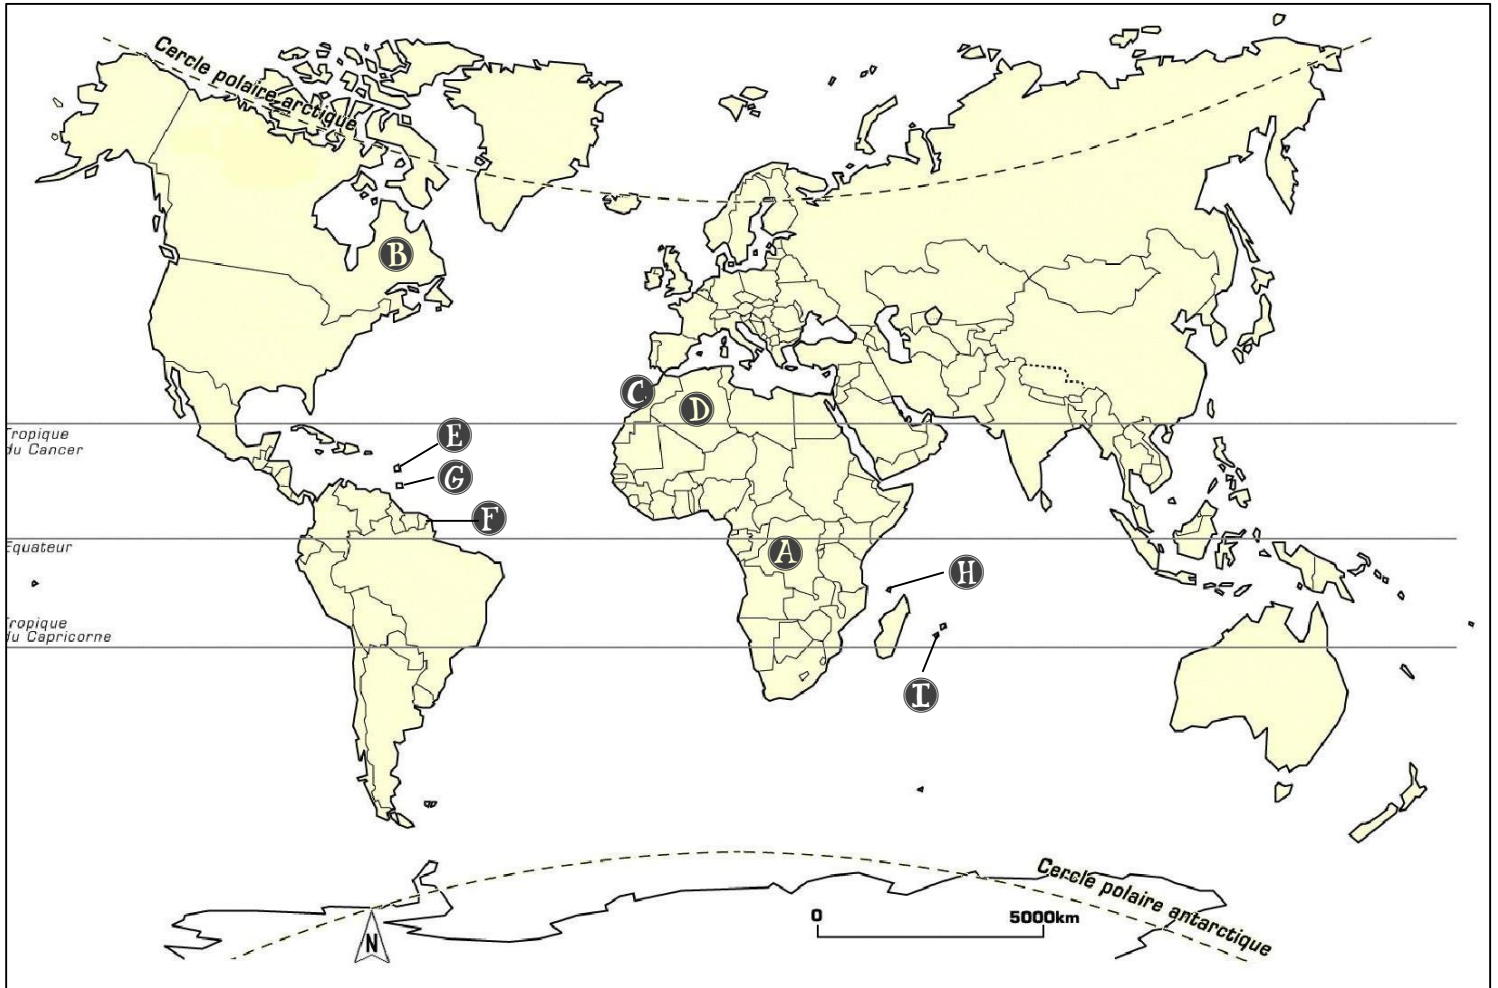 Cercle polaire arctique
B
C
D
Tropique
du Cancer
E
G
F
Equateur
A
H
Tropique
du Capricorne
I
Cercle polaire antarctique
0 5000km
N